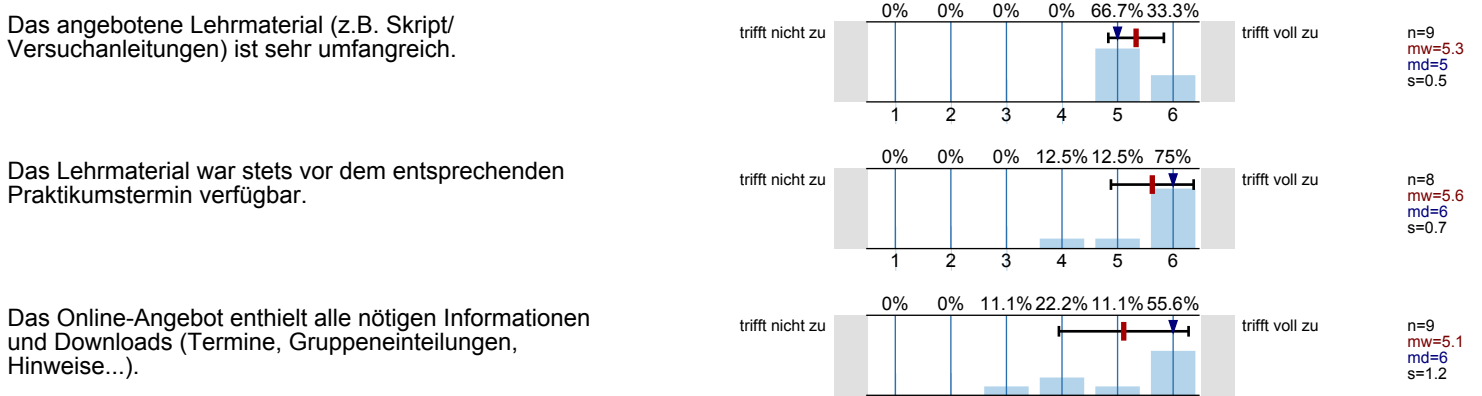 Das angebotene Lehrmaterial (z.B. Skript/
Versuchanleitungen) ist sehr umfangreich.
0% 0% 0% 0% 66.7% 33.3%
trifft nicht zu
trifft voll zu
n=9
mw=5.3
md=5
s=0.5
1 2 3 4 5 6
Das Lehrmaterial war stets vor dem entsprechenden
Praktikumstermin verfügbar.
0% 0% 0% 12.5% 12.5% 75%
trifft nicht zu
trifft voll zu
n=8
mw=5.6
md=6
s=0.7
1 2 3 4 5 6
Das Online-Angebot enthielt alle nötigen Informationen
und Downloads (Termine, Gruppeneinteilungen,
Hinweise...).
0% 0% 11.1% 22.2% 11.1% 55.6%
trifft nicht zu
trifft voll zu
n=9
mw=5.1
md=6
s=1.2